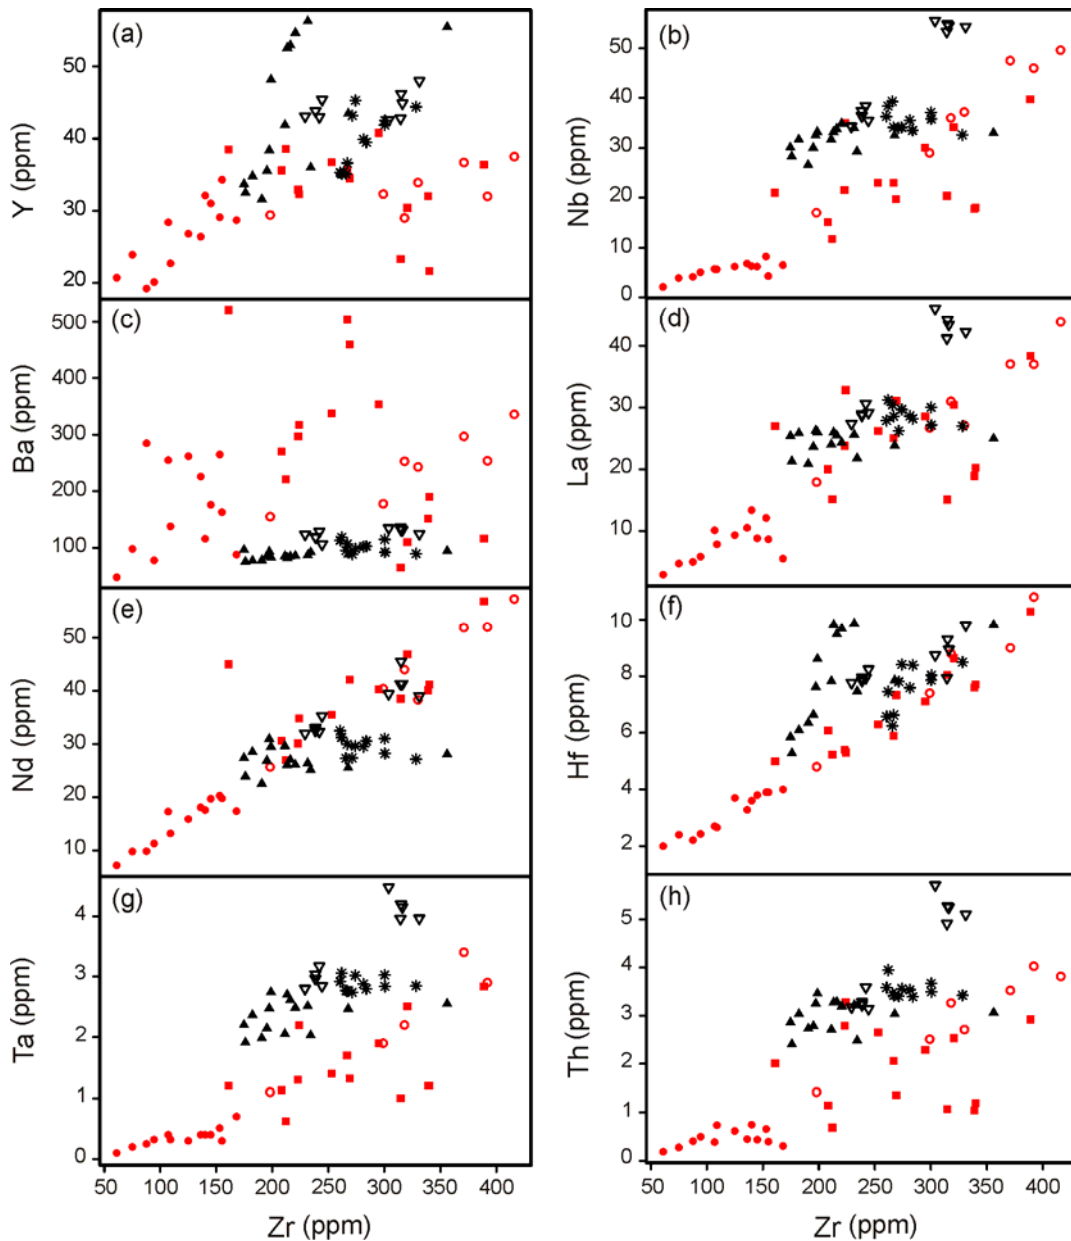 (a)
50
40
30
20
Y (ppm)
(b)
50
40
30
20
10
0
Nb (ppm)
(c)
500
400
300
200
100
Ba (ppm)
(d)
40
30
20
10
La (ppm)
(e)
50
40
30
20
10
Nd (ppm)
(f)
10
8
6
4
2
Hf (ppm)
(g)
4
3
2
1
0
Ta (ppm)
50 100 150 200 250 300 350 400
Zr (ppm)
(h)
5
4
3
2
1
0
Th (ppm)
50 100 150 200 250 300 350 400
Zr (ppm)